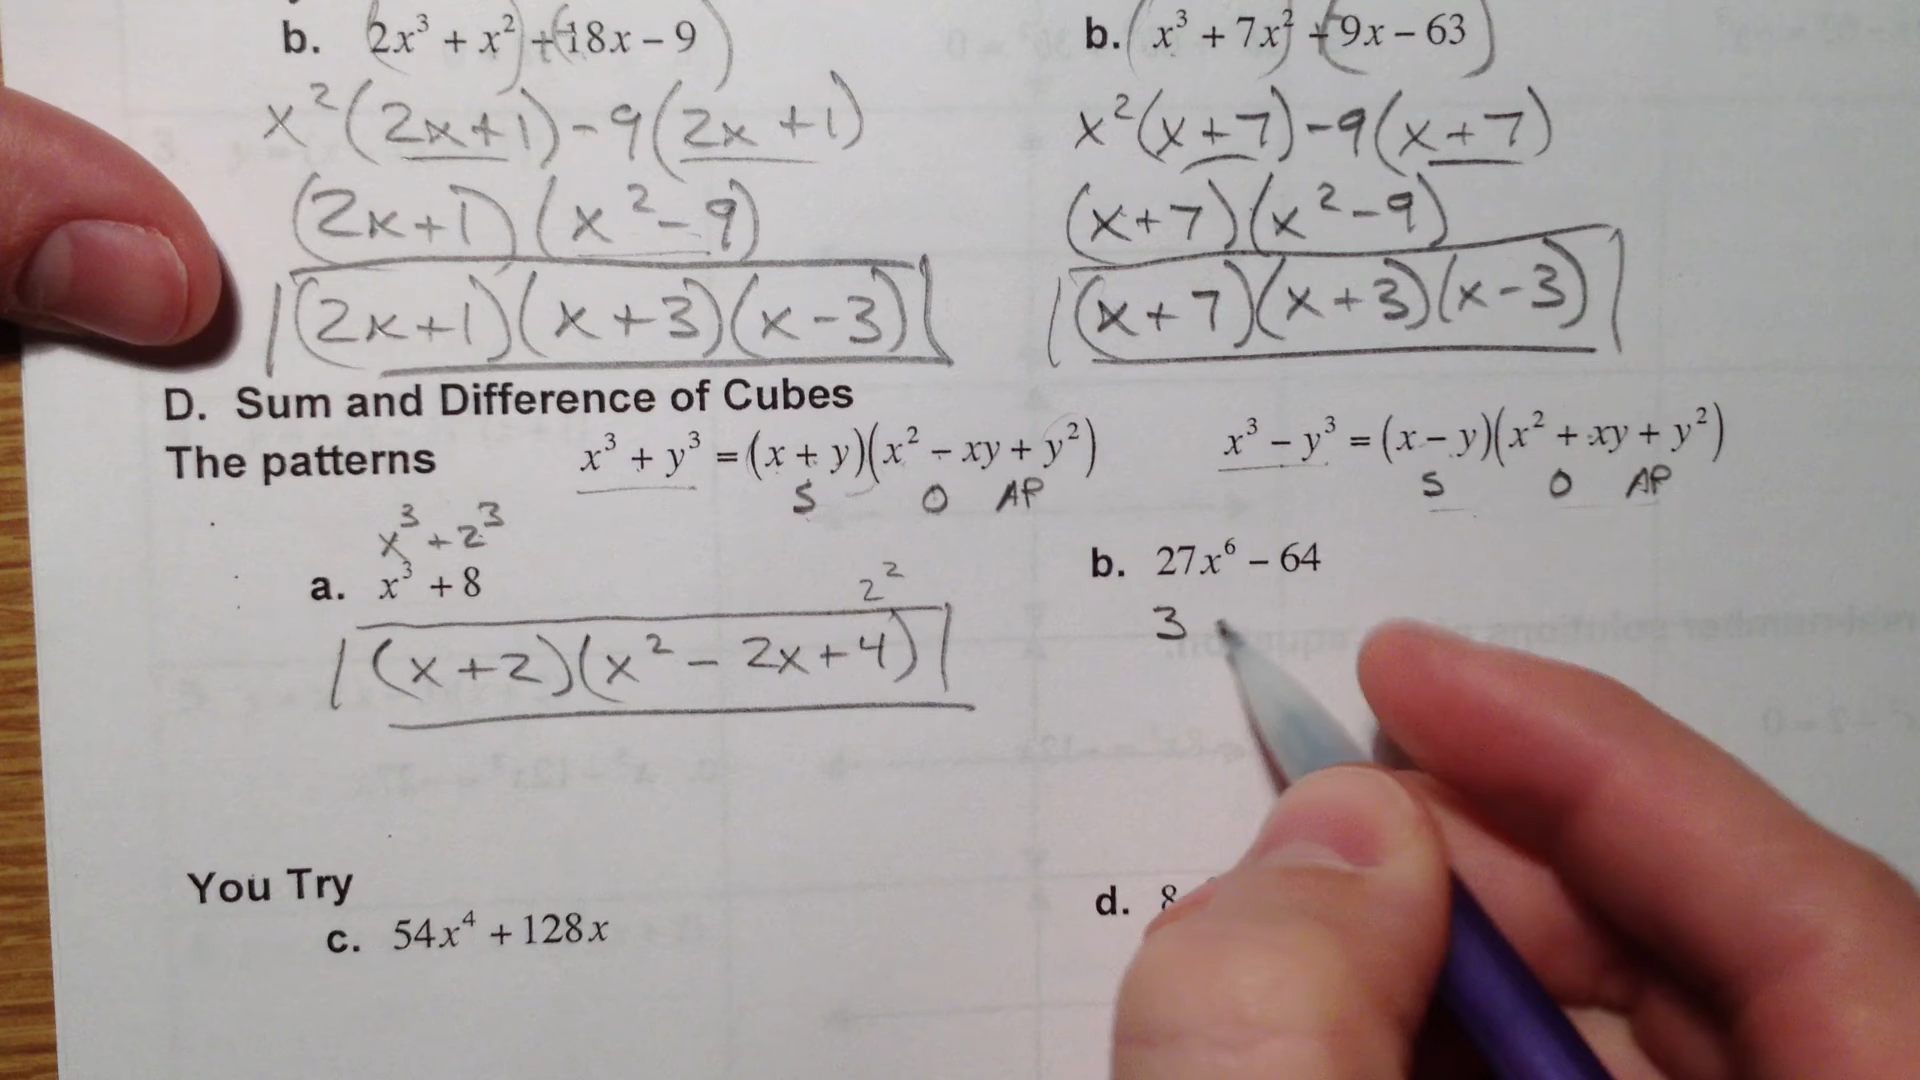 b. (2x³ + x²) + (-18x – 9)
x²(2x+1)-9(2x+1)
(2x+1)(x²-9)
(2x+1)(x+3)(x-3)
b. (x³ + 7x²) + (-9x – 63)
x²(x+7)-9(x+7)
(x+7)(x²-9)
(x+7)(x+3)(x-3)
D. Sum and Difference of Cubes
The patterns x³ + y³ = (x + y)(x² – xy + y²) x³ – y³ = (x – y)(x² + xy + y²)
S O AP S O AP
x³+2³
a. x³ + 8
2²
(x+2)(x²-2x+4)
b. 27x⁶ – 64
3
You Try
c. 54x⁴ + 128x
d. 8